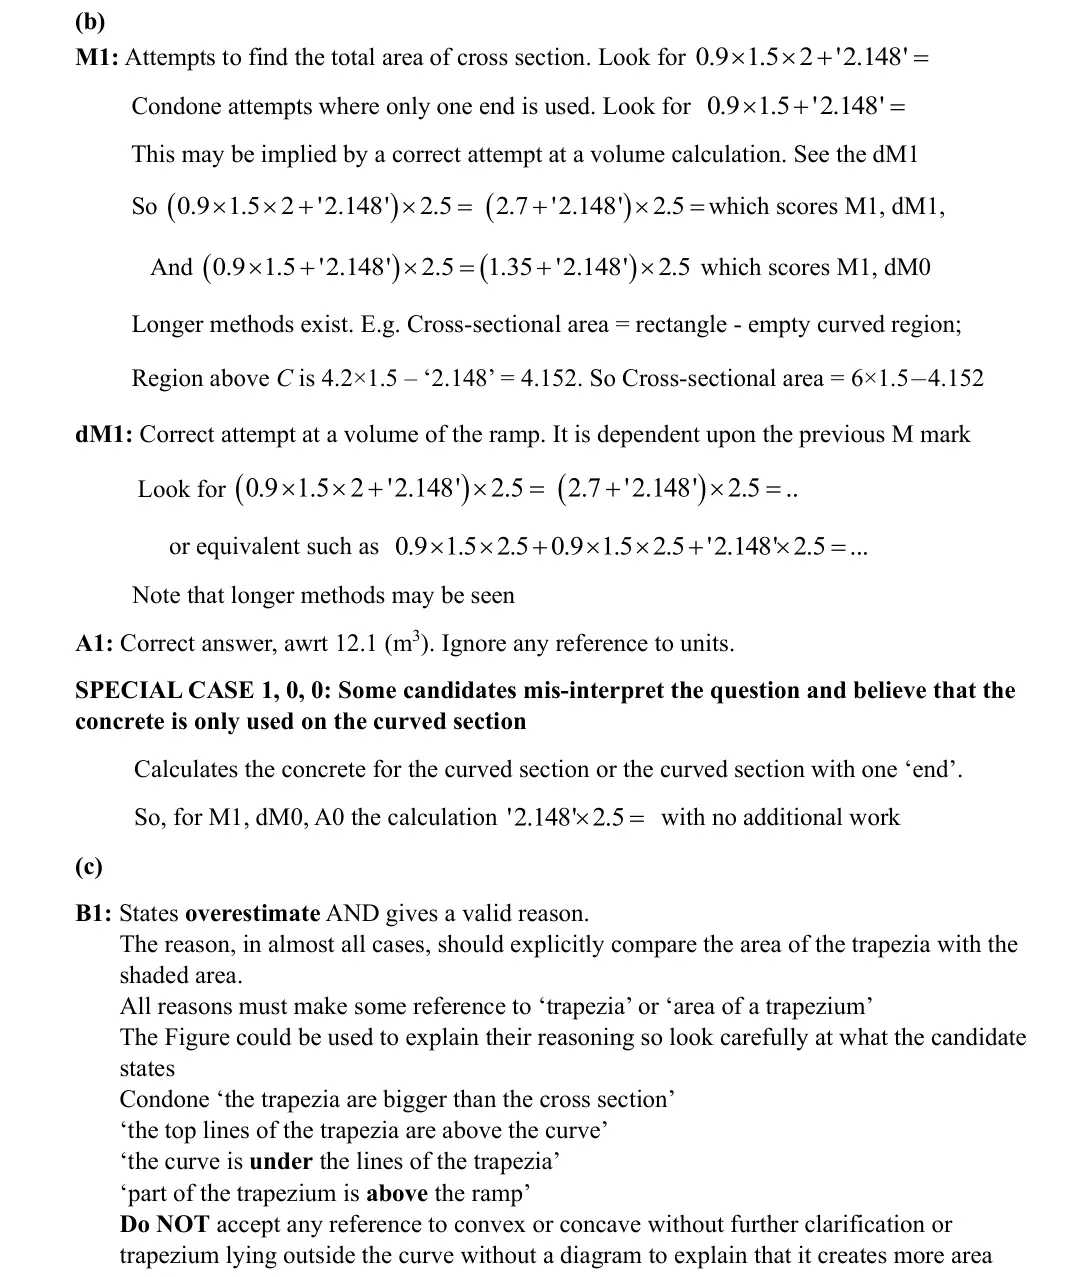 (b)
M1: Attempts to find the total area of cross section. Look for 0.9×1.5×2+'2.148' =
Condone attempts where only one end is used. Look for 0.9×1.5+'2.148' =
This may be implied by a correct attempt at a volume calculation. See the dM1
So (0.9×1.5×2+'2.148')×2.5 = (2.7+'2.148')×2.5 = which scores M1, dM1,
And (0.9×1.5+'2.148')×2.5 = (1.35+'2.148')×2.5 which scores M1, dM0
Longer methods exist. E.g. Cross-sectional area = rectangle - empty curved region;
Region above C is 4.2×1.5 – ‘2.148’ = 4.152. So Cross-sectional area = 6×1.5−4.152
dM1: Correct attempt at a volume of the ramp. It is dependent upon the previous M mark
Look for (0.9×1.5×2+'2.148')×2.5 = (2.7+'2.148')×2.5 = ..
or equivalent such as 0.9×1.5×2.5+0.9×1.5×2.5+'2.148'×2.5 = ...
Note that longer methods may be seen
A1: Correct answer, awrt 12.1 (m³). Ignore any reference to units.
SPECIAL CASE 1, 0, 0: Some candidates mis-interpret the question and believe that the
concrete is only used on the curved section
Calculates the concrete for the curved section or the curved section with one ‘end’.
So, for M1, dM0, A0 the calculation '2.148'×2.5 = with no additional work
(c)
B1: States overestimate AND gives a valid reason.
The reason, in almost all cases, should explicitly compare the area of the trapezia with the
shaded area.
All reasons must make some reference to ‘trapezia’ or ‘area of a trapezium’
The Figure could be used to explain their reasoning so look carefully at what the candidate
states
Condone ‘the trapezia are bigger than the cross section’
‘the top lines of the trapezia are above the curve’
‘the curve is under the lines of the trapezia’
‘part of the trapezium is above the ramp’
Do NOT accept any reference to convex or concave without further clarification or
trapezium lying outside the curve without a diagram to explain that it creates more area